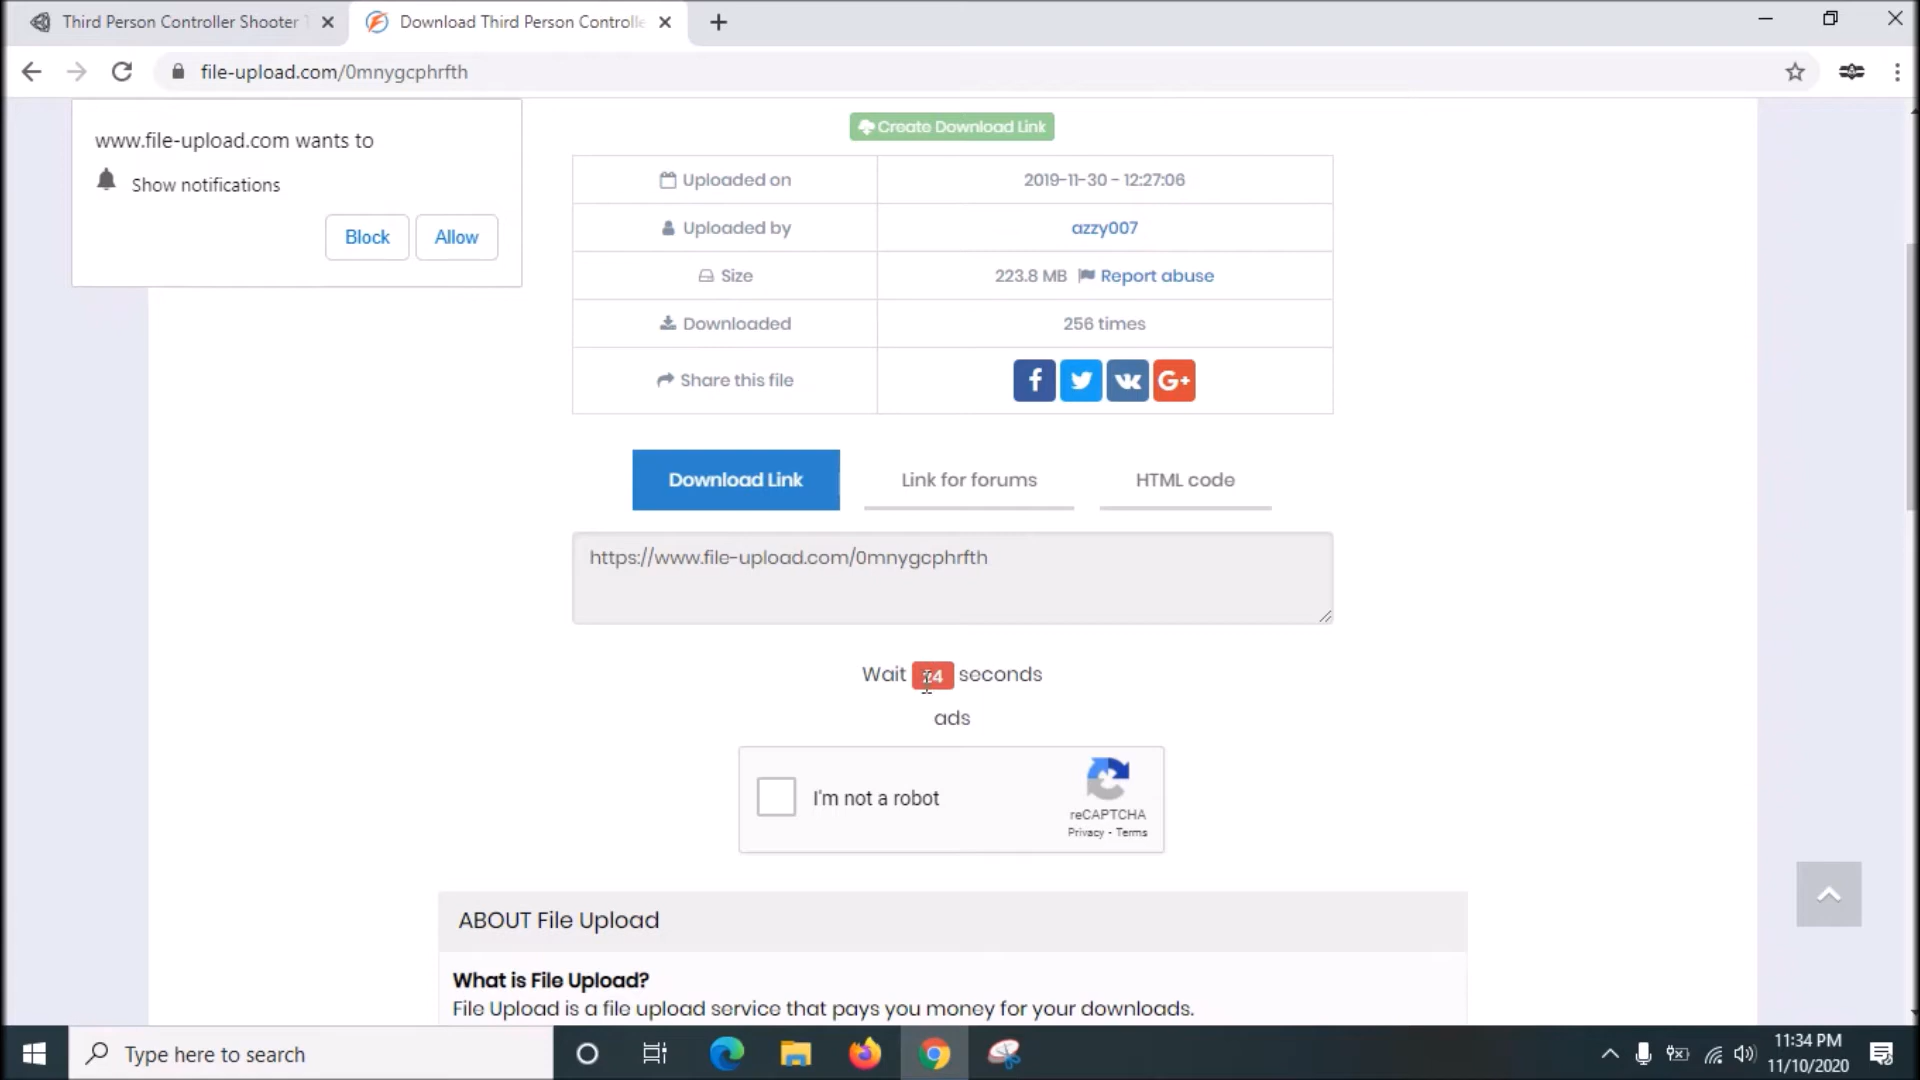 Third Person Controller Shooter
Download Third Person Controlle
file-upload.com/0mnygcphrfth
www.file-upload.com wants to
Show notifications
Block
Allow
Create Download Link
Uploaded on
2019-11-30 - 12:27:06
Uploaded by
azzy007
Size
223.8 MB
Report abuse
Downloaded
256 times
Share this file
f
G+
Download Link
Link for forums
HTML code
https://www.file-upload.com/0mnygcphrfth
Wait
seconds
ads
I'm not a robot
reCAPTCHA
Privacy - Terms
ABOUT File Upload
What is File Upload?
File Upload is a file upload service that pays you money for your downloads.
Type here to search
11:34 PM
11/10/2020